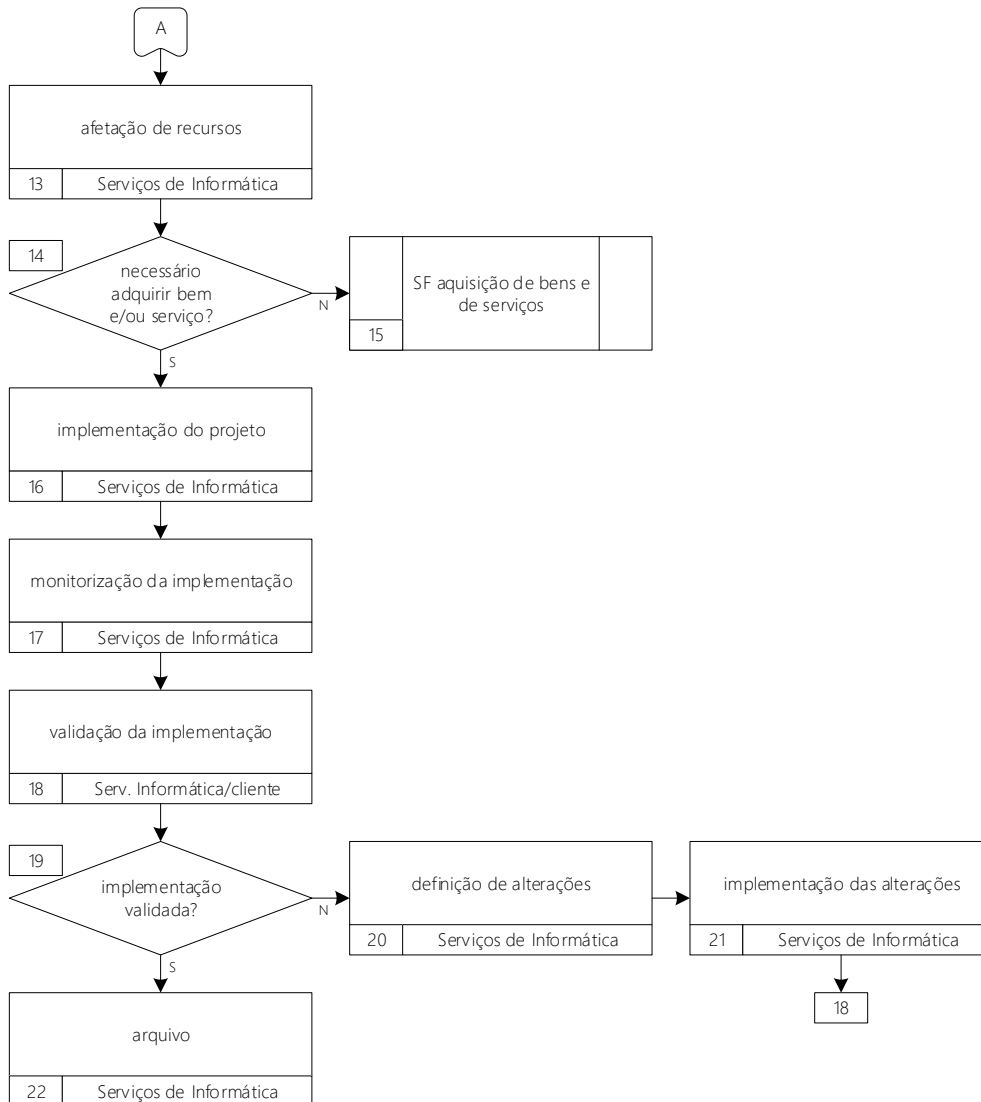 A
afetação de recursos
13 Serviços de Informática
14
necessário
adquirir bem
e/ou serviço?
N
SF aquisição de bens e
de serviços
15
S
implementação do projeto
16 Serviços de Informática
monitorização da implementação
17 Serviços de Informática
validação da implementação
18 Serv. Informática/cliente
19
implementação
validada?
N
definição de alterações
20 Serviços de Informática
implementação das alterações
21 Serviços de Informática
18
S
arquivo
22 Serviços de Informática